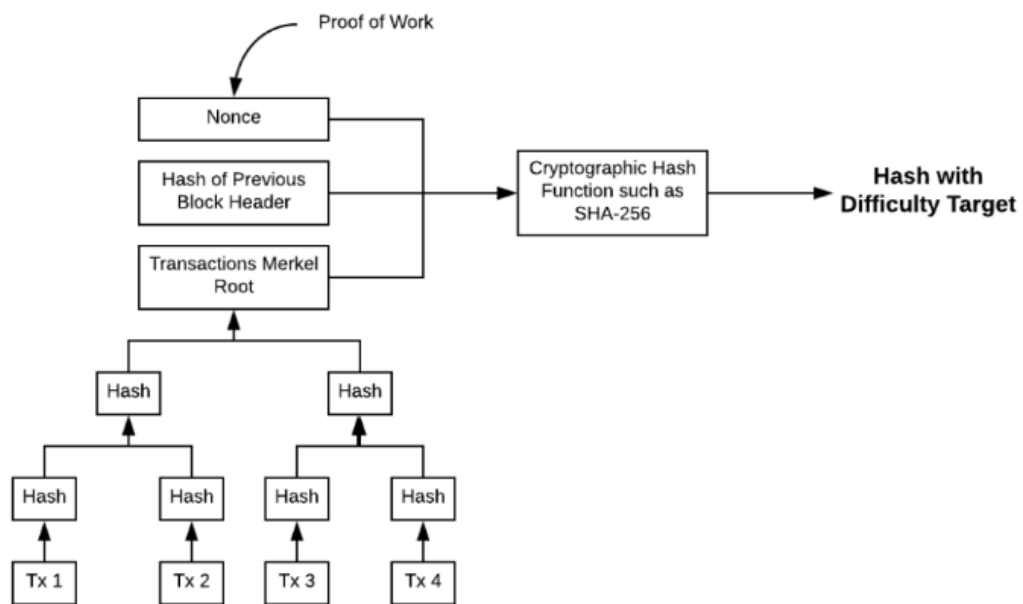 Proof of Work
Nonce
Hash of Previous
Block Header
Transactions Merkel
Root
Cryptographic Hash
Function such as
SHA-256
Hash with
Difficulty Target
Hash
Hash
Hash
Hash
Hash
Hash
Tx 1
Tx 2
Tx 3
Tx 4